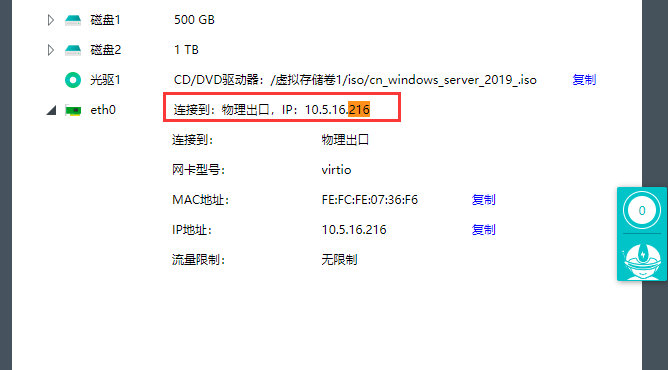 磁盘1 500 GB
磁盘2 1 TB
光驱1 CD/DVD驱动器：/虚拟存储卷1/iso/cn_windows_server_2019_.iso 复制
eth0 连接到：物理出口，IP：10.5.16.216
连接到： 物理出口
网卡型号： virtio
MAC地址： FE:FC:FE:07:36:F6 复制
IP地址： 10.5.16.216 复制
流量限制： 无限制
0